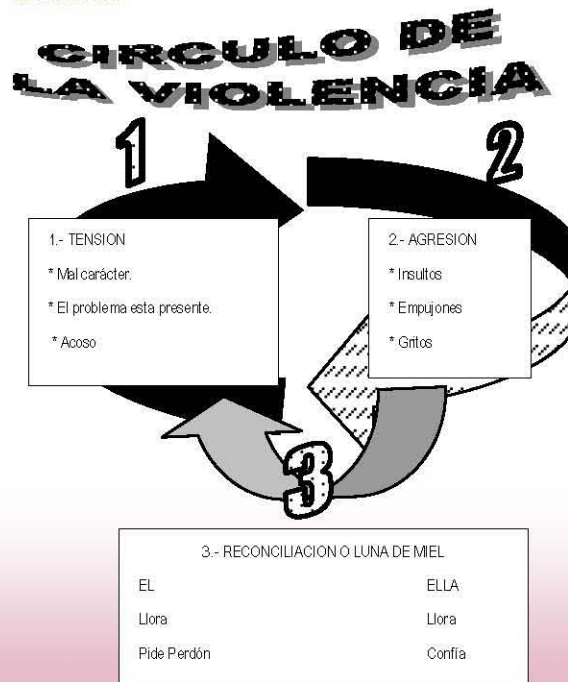 CIRCULO DE
LA VIOLENCIA
1
2
1.- TENSION
* Mal carácter.
* El problema esta presente.
* Acoso
2.- AGRESION
* Insultos
* Empujones
* Gritos
3
3.- RECONCILIACION O LUNA DE MIEL
EL ELLA
Llora Llora
Pide Perdón Confía